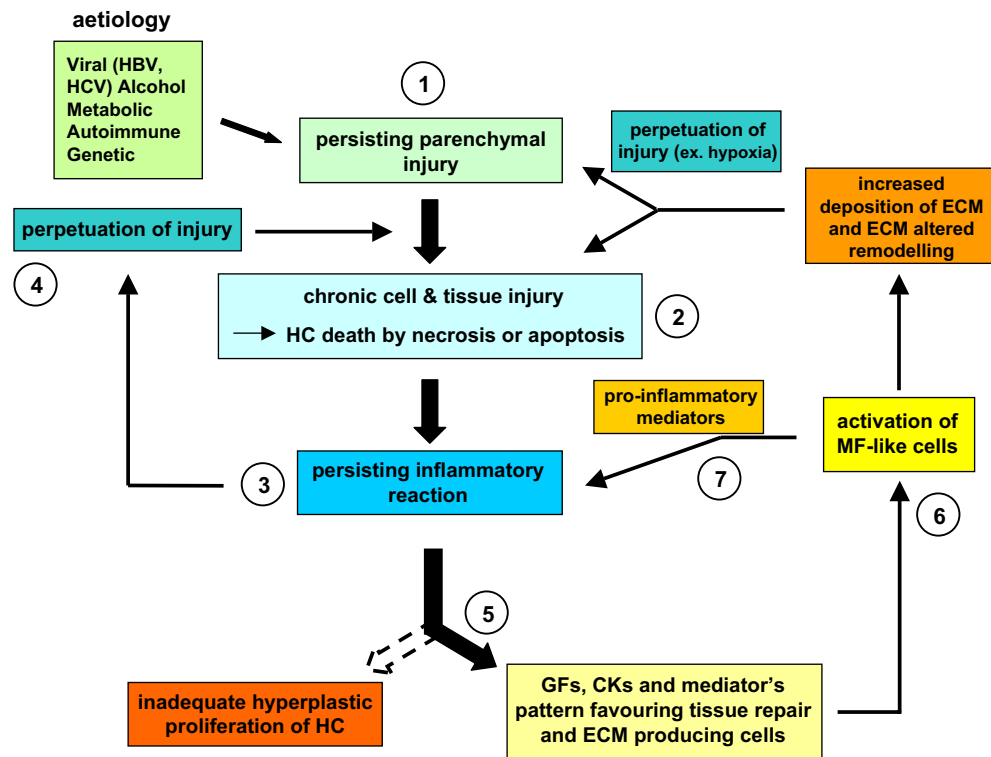 aetiology
Viral (HBV,
HCV) Alcohol
Metabolic
Autoimmune
Genetic
1
persisting parenchymal
injury
perpetuation of
injury (ex. hypoxia)
increased
deposition of ECM
and ECM altered
remodelling
perpetuation of injury
4
chronic cell & tissue injury
HC death by necrosis or apoptosis
2
pro-inflammatory
mediators
activation of
MF-like cells
persisting inflammatory
reaction
3
7
6
5
inadequate hyperplastic
proliferation of HC
GFs, CKs and mediator's
pattern favouring tissue repair
and ECM producing cells